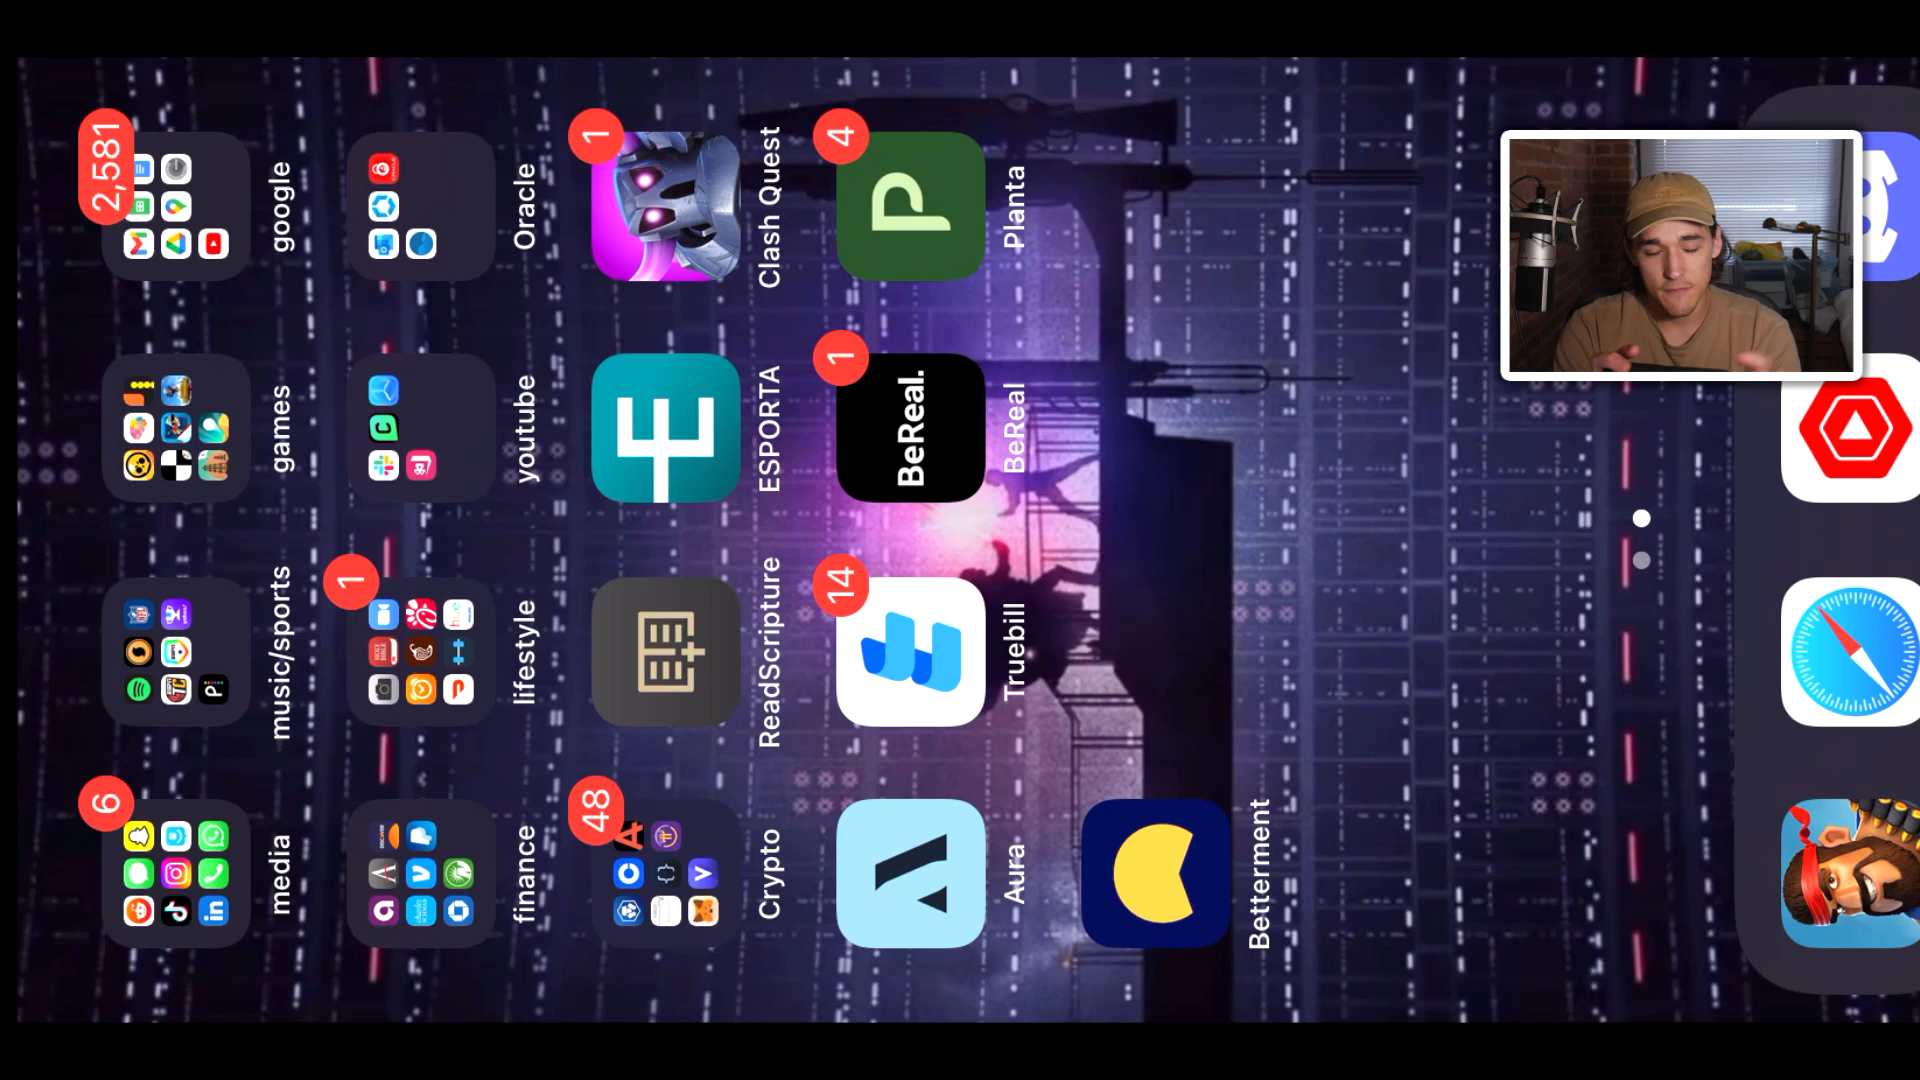 6
media
music/sports
games
2,581
google
finance
1
lifestyle
youtube
Oracle
48
Crypto
ReadScripture
ESPORTA
1
Clash Quest
Aura
14
Truebill
BeReal.
1
BeReal
P
4
Planta
Betterment